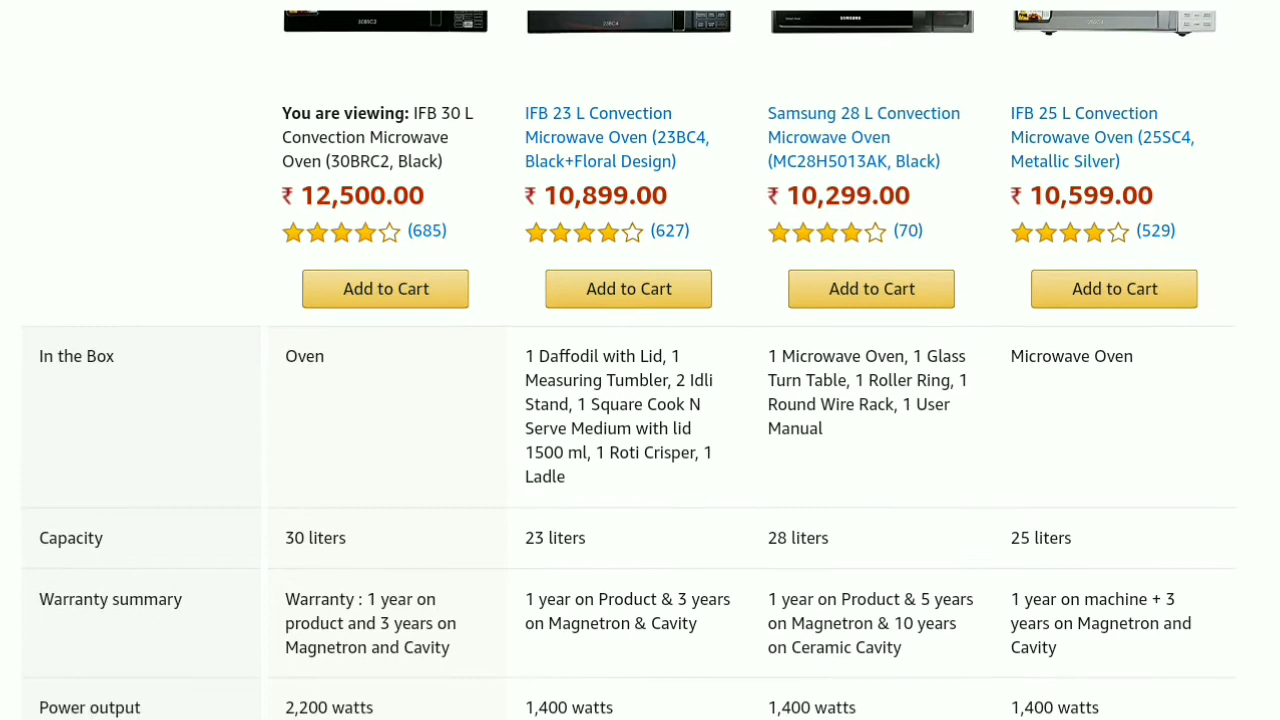 30BRC2
23BC4
SAMSUNG
You are viewing: IFB 30 L
Convection Microwave
Oven (30BRC2, Black)
₹ 12,500.00
(685)
Add to Cart
IFB 23 L Convection
Microwave Oven (23BC4,
Black+Floral Design)
₹ 10,899.00
(627)
Add to Cart
Samsung 28 L Convection
Microwave Oven
(MC28H5013AK, Black)
₹ 10,299.00
(70)
Add to Cart
IFB 25 L Convection
Microwave Oven (25SC4,
Metallic Silver)
₹ 10,599.00
(529)
Add to Cart
In the Box
Oven
1 Daffodil with Lid, 1
Measuring Tumbler, 2 Idli
Stand, 1 Square Cook N
Serve Medium with lid
1500 ml, 1 Roti Crisper, 1
Ladle
1 Microwave Oven, 1 Glass
Turn Table, 1 Roller Ring, 1
Round Wire Rack, 1 User
Manual
Microwave Oven
Capacity
30 liters
23 liters
28 liters
25 liters
Warranty summary
Warranty : 1 year on
product and 3 years on
Magnetron and Cavity
1 year on Product & 3 years
on Magnetron & Cavity
1 year on Product & 5 years
on Magnetron & 10 years
on Ceramic Cavity
1 year on machine + 3
years on Magnetron and
Cavity
Power output
2,200 watts
1,400 watts
1,400 watts
1,400 watts